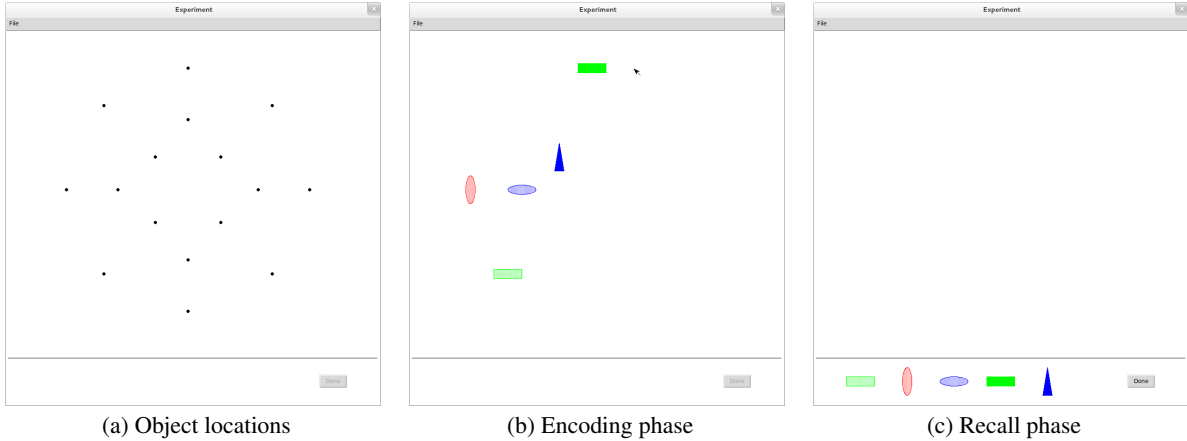 Experiment
File
Done
(a) Object locations
Experiment
File
Done
(b) Encoding phase
Experiment
File
Done
(c) Recall phase